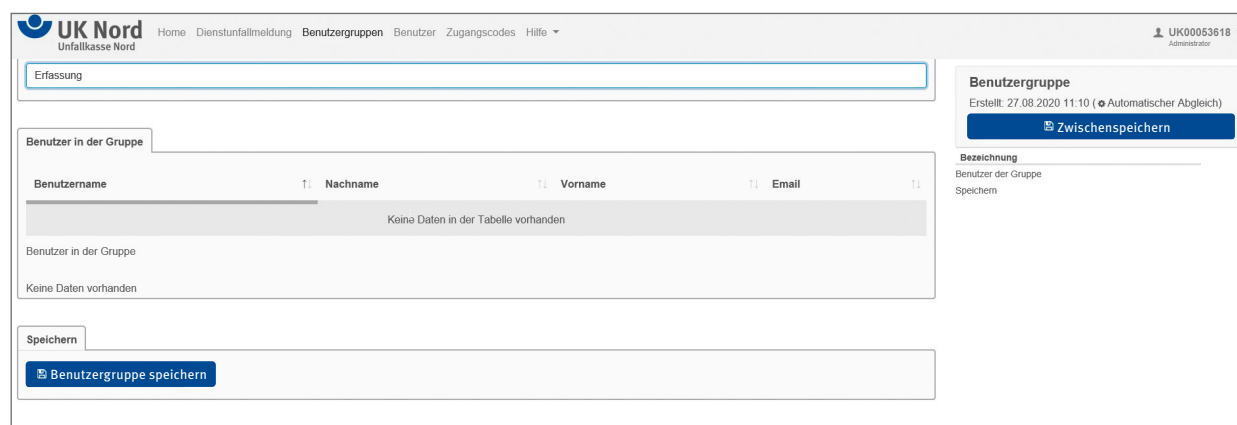 UK Nord
Unfallkasse Nord
Home Dienstunfallmeldung Benutzergruppen Benutzer Zugangscodes Hilfe
UK00053618
Administrator
Erfassung
Benutzer in der Gruppe
Benutzername Nachname Vorname Email
Keine Daten in der Tabelle vorhanden
Benutzer in der Gruppe
Keine Daten vorhanden
Speichern
Benutzergruppe speichern
Benutzergruppe
Erstellt: 27.08.2020 11:10 ( Automatischer Abgleich)
Zwischenspeichern
Bezeichnung
Benutzer der Gruppe
Speichern